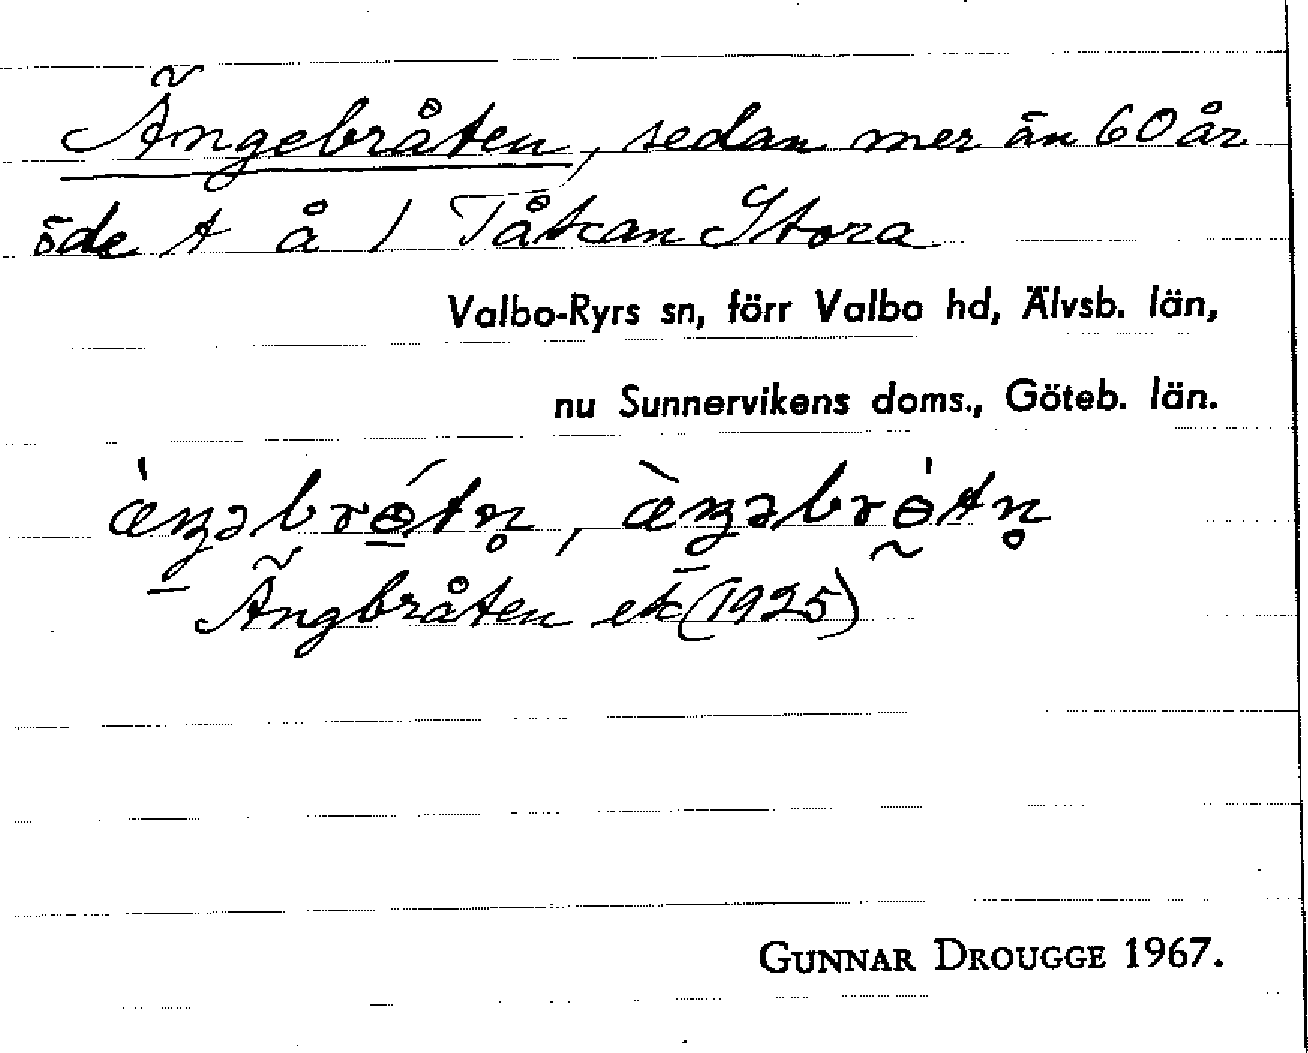 Ängebråten, sedan mer än 60 år
öde t å 1 Tåkan Stora
Valbo-Ryrs sn, förr Valbo hd, Älvsb. län,
nu Sunnervikens doms., Göteb. län.
Ängbråten ek (1925)
GUNNAR DROUGGE 1967.